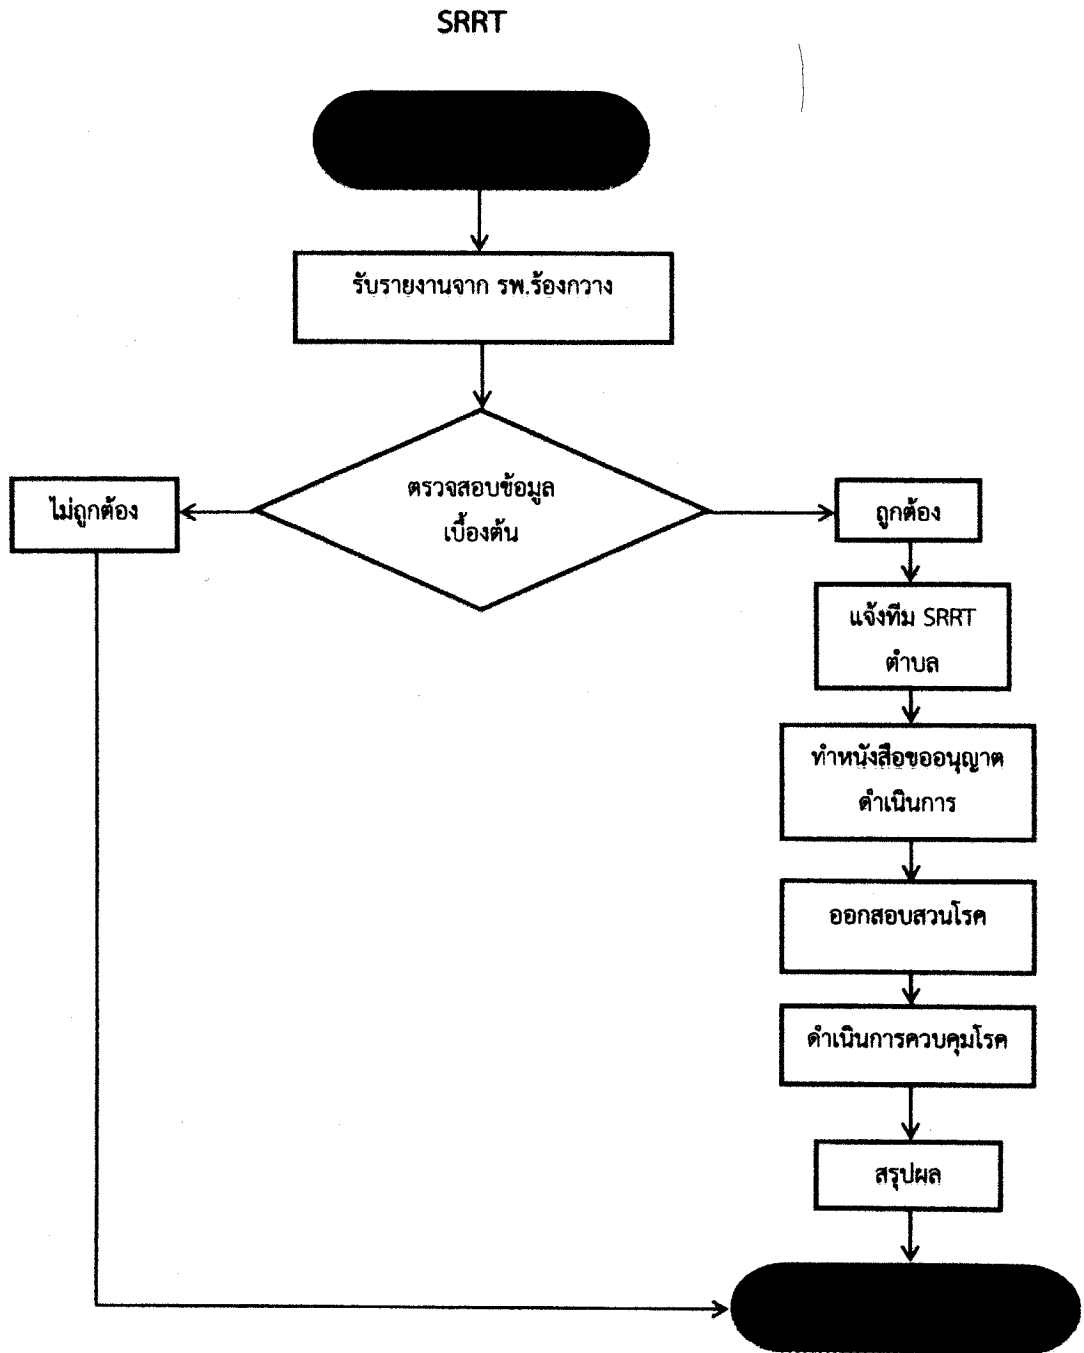 SRRT
รับรายงานจาก รพ.ร้องกวาง
ตรวจสอบข้อมูล
เบื้องต้น
ไม่ถูกต้อง
ถูกต้อง
แจ้งทีม SRRT
ตำบล
ทำหนังสือขออนุญาต
ดำเนินการ
ออกสอบสวนโรค
ดำเนินการควบคุมโรค
สรุปผล